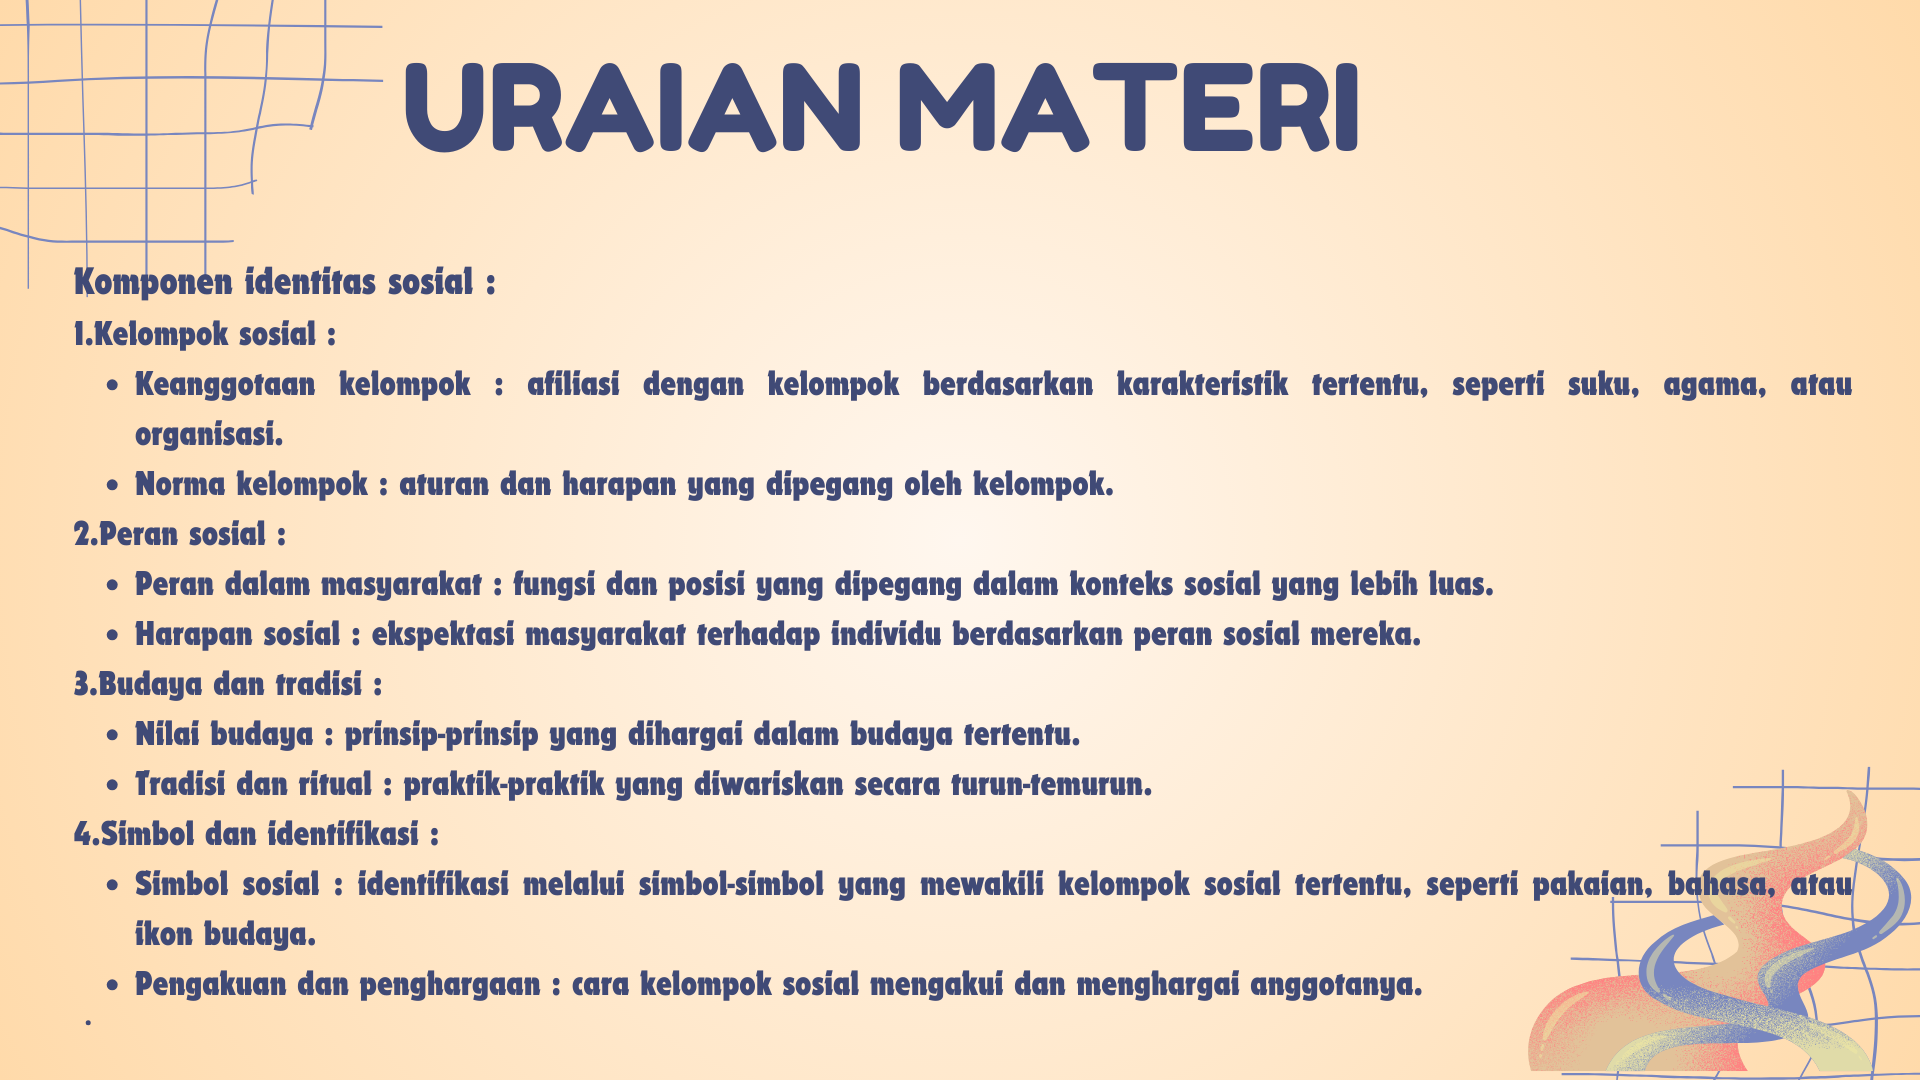 URAIAN MATERI
Komponen identitas sosial :
1.Kelompok sosial :
• Keanggotaan kelompok : afiliasi dengan kelompok berdasarkan karakteristik tertentu, seperti suku, agama, atau
organisasi.
• Norma kelompok : aturan dan harapan yang dipegang oleh kelompok.
2.Peran sosial :
• Peran dalam masyarakat : fungsi dan posisi yang dipegang dalam konteks sosial yang lebih luas.
• Harapan sosial : ekspektasi masyarakat terhadap individu berdasarkan peran sosial mereka.
3.Budaya dan tradisi :
• Nilai budaya : prinsip-prinsip yang dihargai dalam budaya tertentu.
• Tradisi dan ritual : praktik-praktik yang diwariskan secara turun-temurun.
4.Simbol dan identifikasi :
• Simbol sosial : identifikasi melalui simbol-simbol yang mewakili kelompok sosial tertentu, seperti pakaian, bahasa, atau
ikon budaya.
• Pengakuan dan penghargaan : cara kelompok sosial mengakui dan menghargai anggotanya.
.